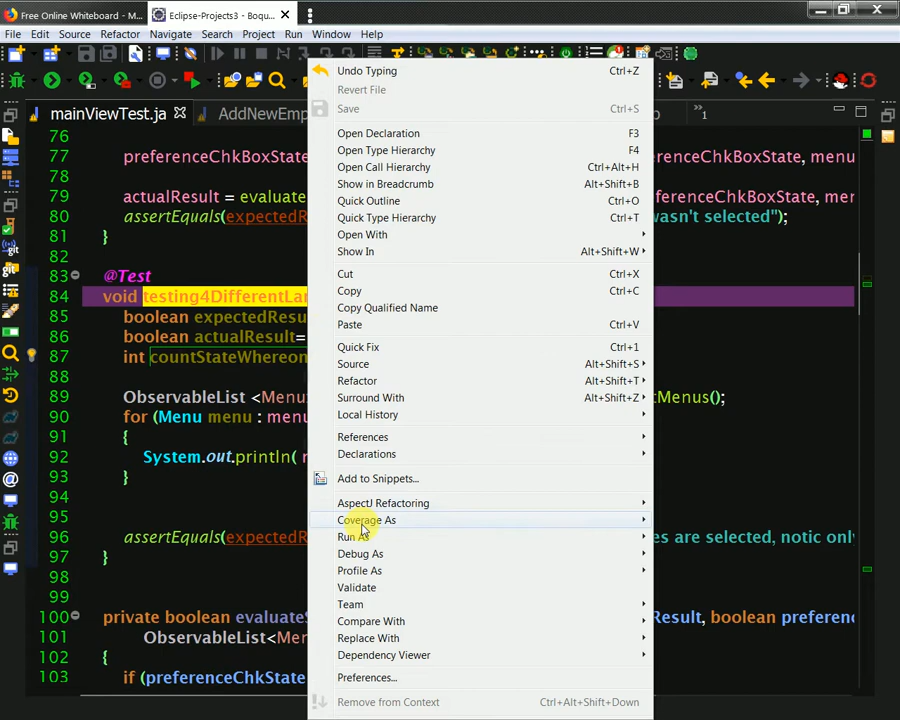 Free Online Whiteboard - M...
Eclipse-Projects3 - Boqu...
File Edit Source Refactor Navigate Search Project Run Window Help
mainViewTest.ja
AddNewEmp
1
76
77 preferenceChkBoxState
78
79 actualResult = evaluate
80 assertEquals(expectedR
wasn't selected");
81 }
82
83 @Test
84 void testing4DifferentLar
85 boolean expectedResu
86 boolean actualResult=
87 int countStateWhereon
88
89 ObservableList <Menu
tMenus();
90 for (Menu menu : menu
91 {
92 System.out.println(
93 }
94
95
96 assertEquals(expectedR
es are selected, notic only
97 }
98
99
100 private boolean evaluateS
Result, boolean preferenc
101 ObservableList<Me
102 {
103 if (preferenceChkState
Undo Typing Ctrl+Z
Revert File
Save Ctrl+S
Open Declaration F3
Open Type Hierarchy F4
Open Call Hierarchy Ctrl+Alt+H
Show in Breadcrumb Alt+Shift+B
Quick Outline Ctrl+O
Quick Type Hierarchy Ctrl+T
Open With
Show In Alt+Shift+W
Cut Ctrl+X
Copy Ctrl+C
Copy Qualified Name
Paste Ctrl+V
Quick Fix Ctrl+1
Source Alt+Shift+S
Refactor Alt+Shift+T
Surround With Alt+Shift+Z
Local History
References
Declarations
Add to Snippets...
AspectJ Refactoring
Coverage As
Run As
Debug As
Profile As
Validate
Team
Compare With
Replace With
Dependency Viewer
Preferences...
Remove from Context Ctrl+Alt+Shift+Down